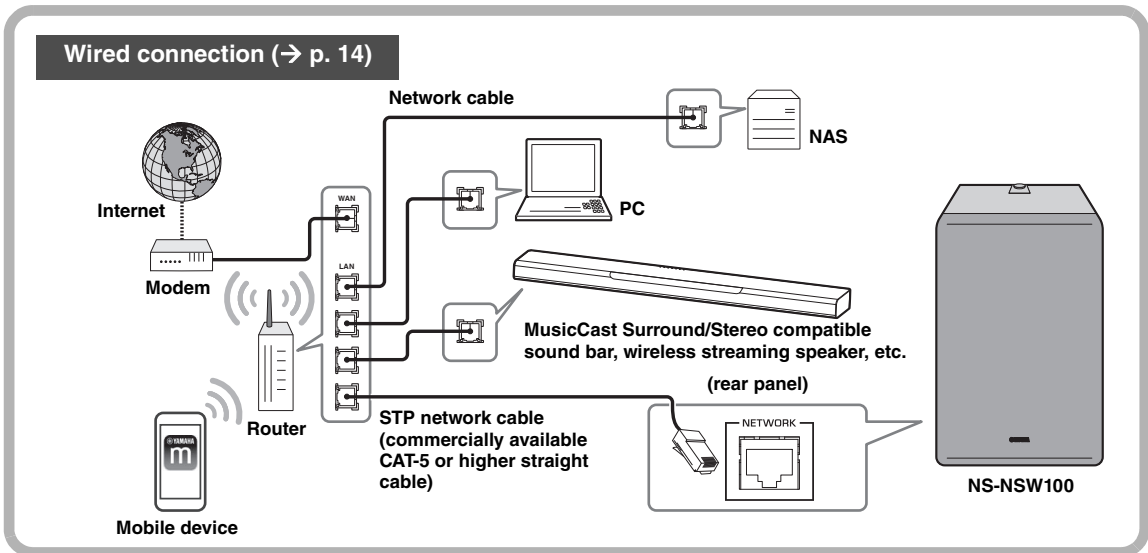 Wired connection (→ p. 14)
Network cable
NAS
Internet
WAN
PC
Modem
LAN
MusicCast Surround/Stereo compatible
sound bar, wireless streaming speaker, etc.
(rear panel)
Router
STP network cable
(commercially available
CAT-5 or higher straight
cable)
NETWORK
NS-NSW100
YAMAHA
m
Mobile device